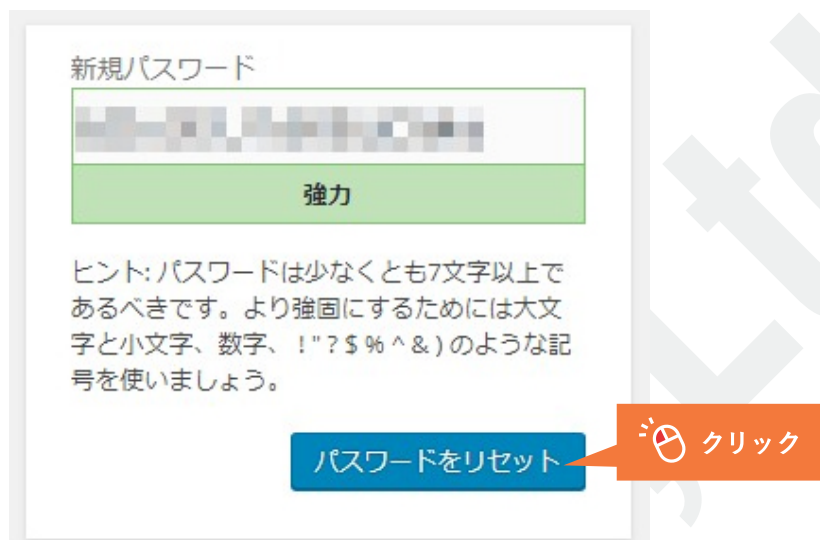 新規パスワード
強力
ヒント: パスワードは少なくとも7文字以上で
あるべきです。より強固にするためには大文
字と小文字、数字、 ! " ? $ % ^ & ) のような記
号を使いましょう。
パスワードをリセット
クリック